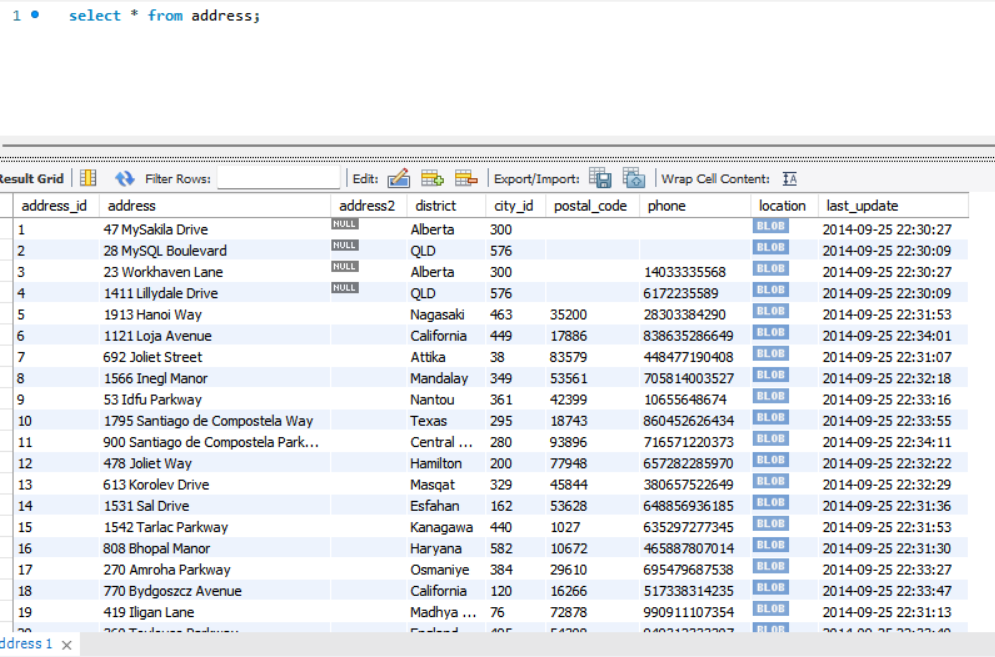 1 select * from address;
Result Grid Filter Rows: Edit: Export/Import: Wrap Cell Content:
address_id address address2 district city_id postal_code phone location last_update
1 47 MySakila Drive NULL Alberta 300 BLOB 2014-09-25 22:30:27
2 28 MySQL Boulevard NULL QLD 576 BLOB 2014-09-25 22:30:09
3 23 Workhaven Lane NULL Alberta 300 14033335568 BLOB 2014-09-25 22:30:27
4 1411 Lillydale Drive NULL QLD 576 6172235589 BLOB 2014-09-25 22:30:09
5 1913 Hanoi Way Nagasaki 463 35200 28303384290 BLOB 2014-09-25 22:31:53
6 1121 Loja Avenue California 449 17886 838635286649 BLOB 2014-09-25 22:34:01
7 692 Joliet Street Attika 38 83579 448477190408 BLOB 2014-09-25 22:31:07
8 1566 Inegl Manor Mandalay 349 53561 705814003527 BLOB 2014-09-25 22:32:18
9 53 Idfu Parkway Nantou 361 42399 10655648674 BLOB 2014-09-25 22:33:16
10 1795 Santiago de Compostela Way Texas 295 18743 860452626434 BLOB 2014-09-25 22:33:55
11 900 Santiago de Compostela Park... Central ... 280 93896 716571220373 BLOB 2014-09-25 22:34:11
12 478 Joliet Way Hamilton 200 77948 657282285970 BLOB 2014-09-25 22:32:22
13 613 Korolev Drive Masqat 329 45844 380657522649 BLOB 2014-09-25 22:32:29
14 1531 Sal Drive Esfahan 162 53628 648856936185 BLOB 2014-09-25 22:31:36
15 1542 Tarlac Parkway Kanagawa 440 1027 635297277345 BLOB 2014-09-25 22:31:53
16 808 Bhopal Manor Haryana 582 10672 465887807014 BLOB 2014-09-25 22:31:30
17 270 Amroha Parkway Osmaniye 384 29610 695479687538 BLOB 2014-09-25 22:33:27
18 770 Bydgoszcz Avenue California 120 16266 517338314235 BLOB 2014-09-25 22:33:47
19 419 Iligan Lane Madhya ... 76 72878 990911107354 BLOB 2014-09-25 22:31:13
ddress 1